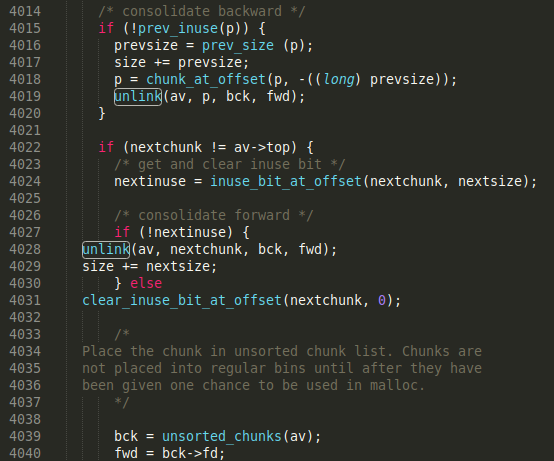 4014 /* consolidate backward */
4015 if (!prev_inuse(p)) {
4016 prevsize = prev_size (p);
4017 size += prevsize;
4018 p = chunk_at_offset(p, -((long) prevsize));
4019 unlink(av, p, bck, fwd);
4020 }
4021
4022 if (nextchunk != av->top) {
4023 /* get and clear inuse bit */
4024 nextinuse = inuse_bit_at_offset(nextchunk, nextsize);
4025
4026 /* consolidate forward */
4027 if (!nextinuse) {
4028 unlink(av, nextchunk, bck, fwd);
4029 size += nextsize;
4030 } else
4031 clear_inuse_bit_at_offset(nextchunk, 0);
4032
4033 /*
4034 Place the chunk in unsorted chunk list. Chunks are
4035 not placed into regular bins until after they have
4036 been given one chance to be used in malloc.
4037 */
4038
4039 bck = unsorted_chunks(av);
4040 fwd = bck->fd;